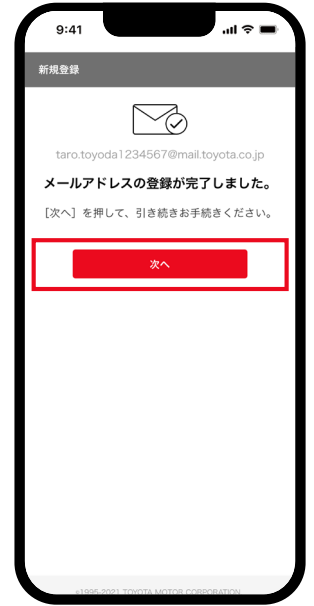 9:41
新規登録
taro.toyoda1234567@mail.toyota.co.jp
メールアドレスの登録が完了しました。
［次へ］を押して、引き続きお手続きください。
次へ
©1995-2021 TOYOTA MOTOR CORPORATION